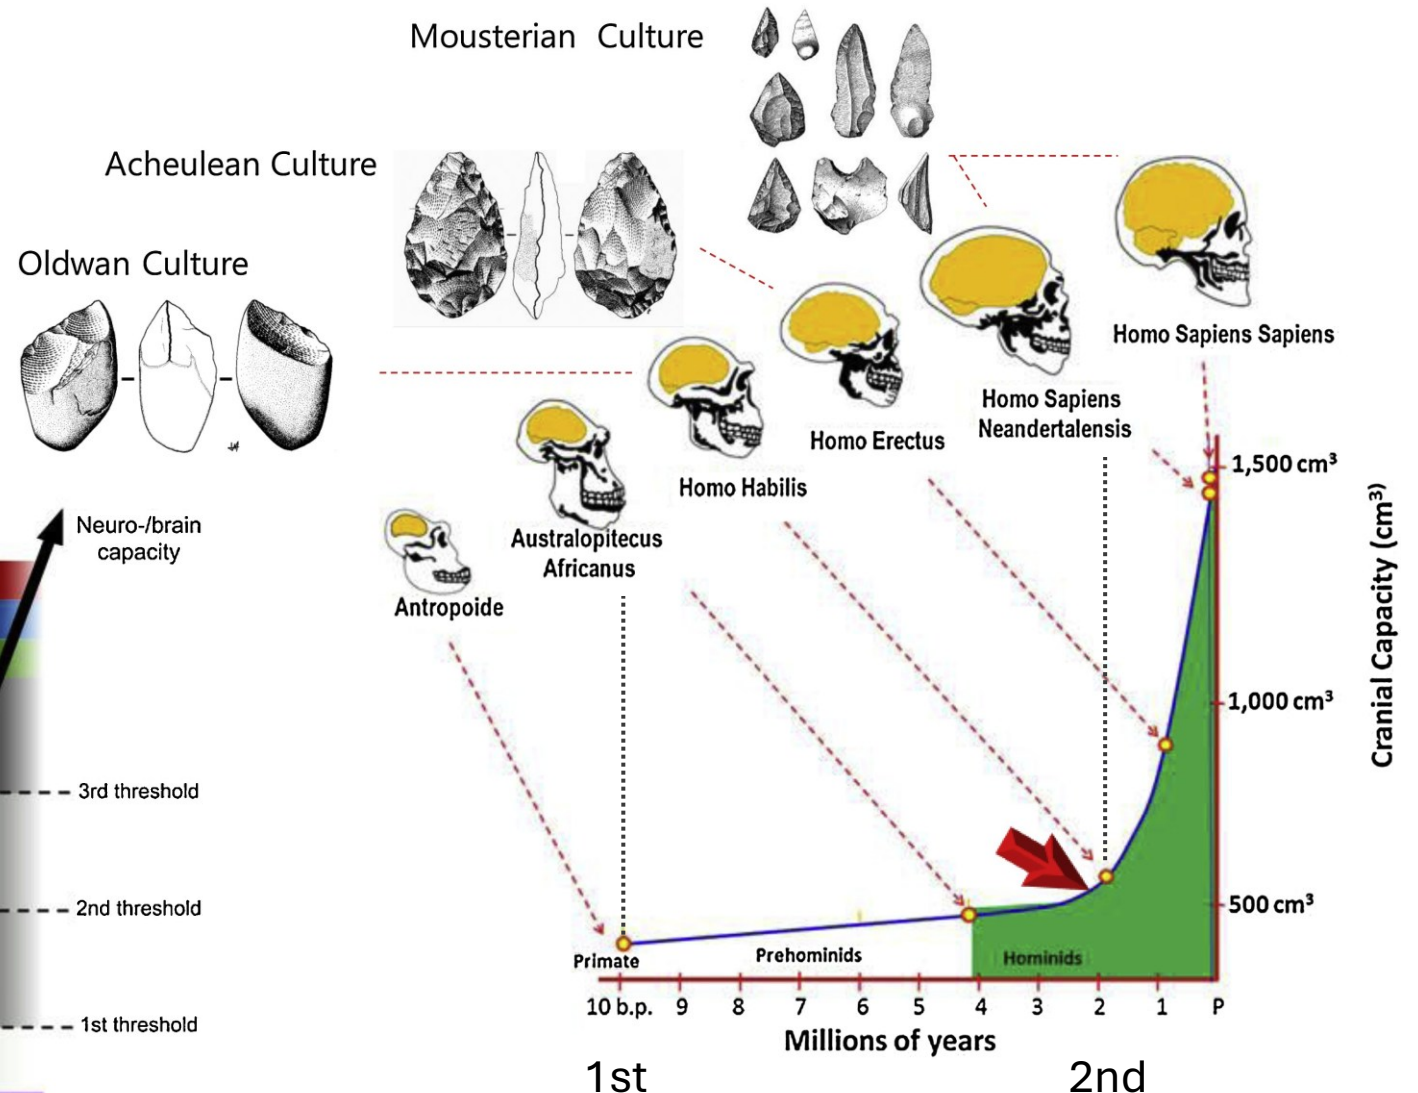 Mousterian Culture
Acheulean Culture
Oldwan Culture
Neuro-/brain
capacity
3rd threshold
2nd threshold
1st threshold
Antropoide
Australopitecus
Africanus
Homo Habilis
Homo Erectus
Homo Sapiens
Neandertalensis
Homo Sapiens Sapiens
1,500 cm³
1,000 cm³
500 cm³
Cranial Capacity (cm³)
Primate
Prehominids
Hominids
10 b.p. 9 8 7 6 5 4 3 2 1 P
Millions of years
1st 2nd